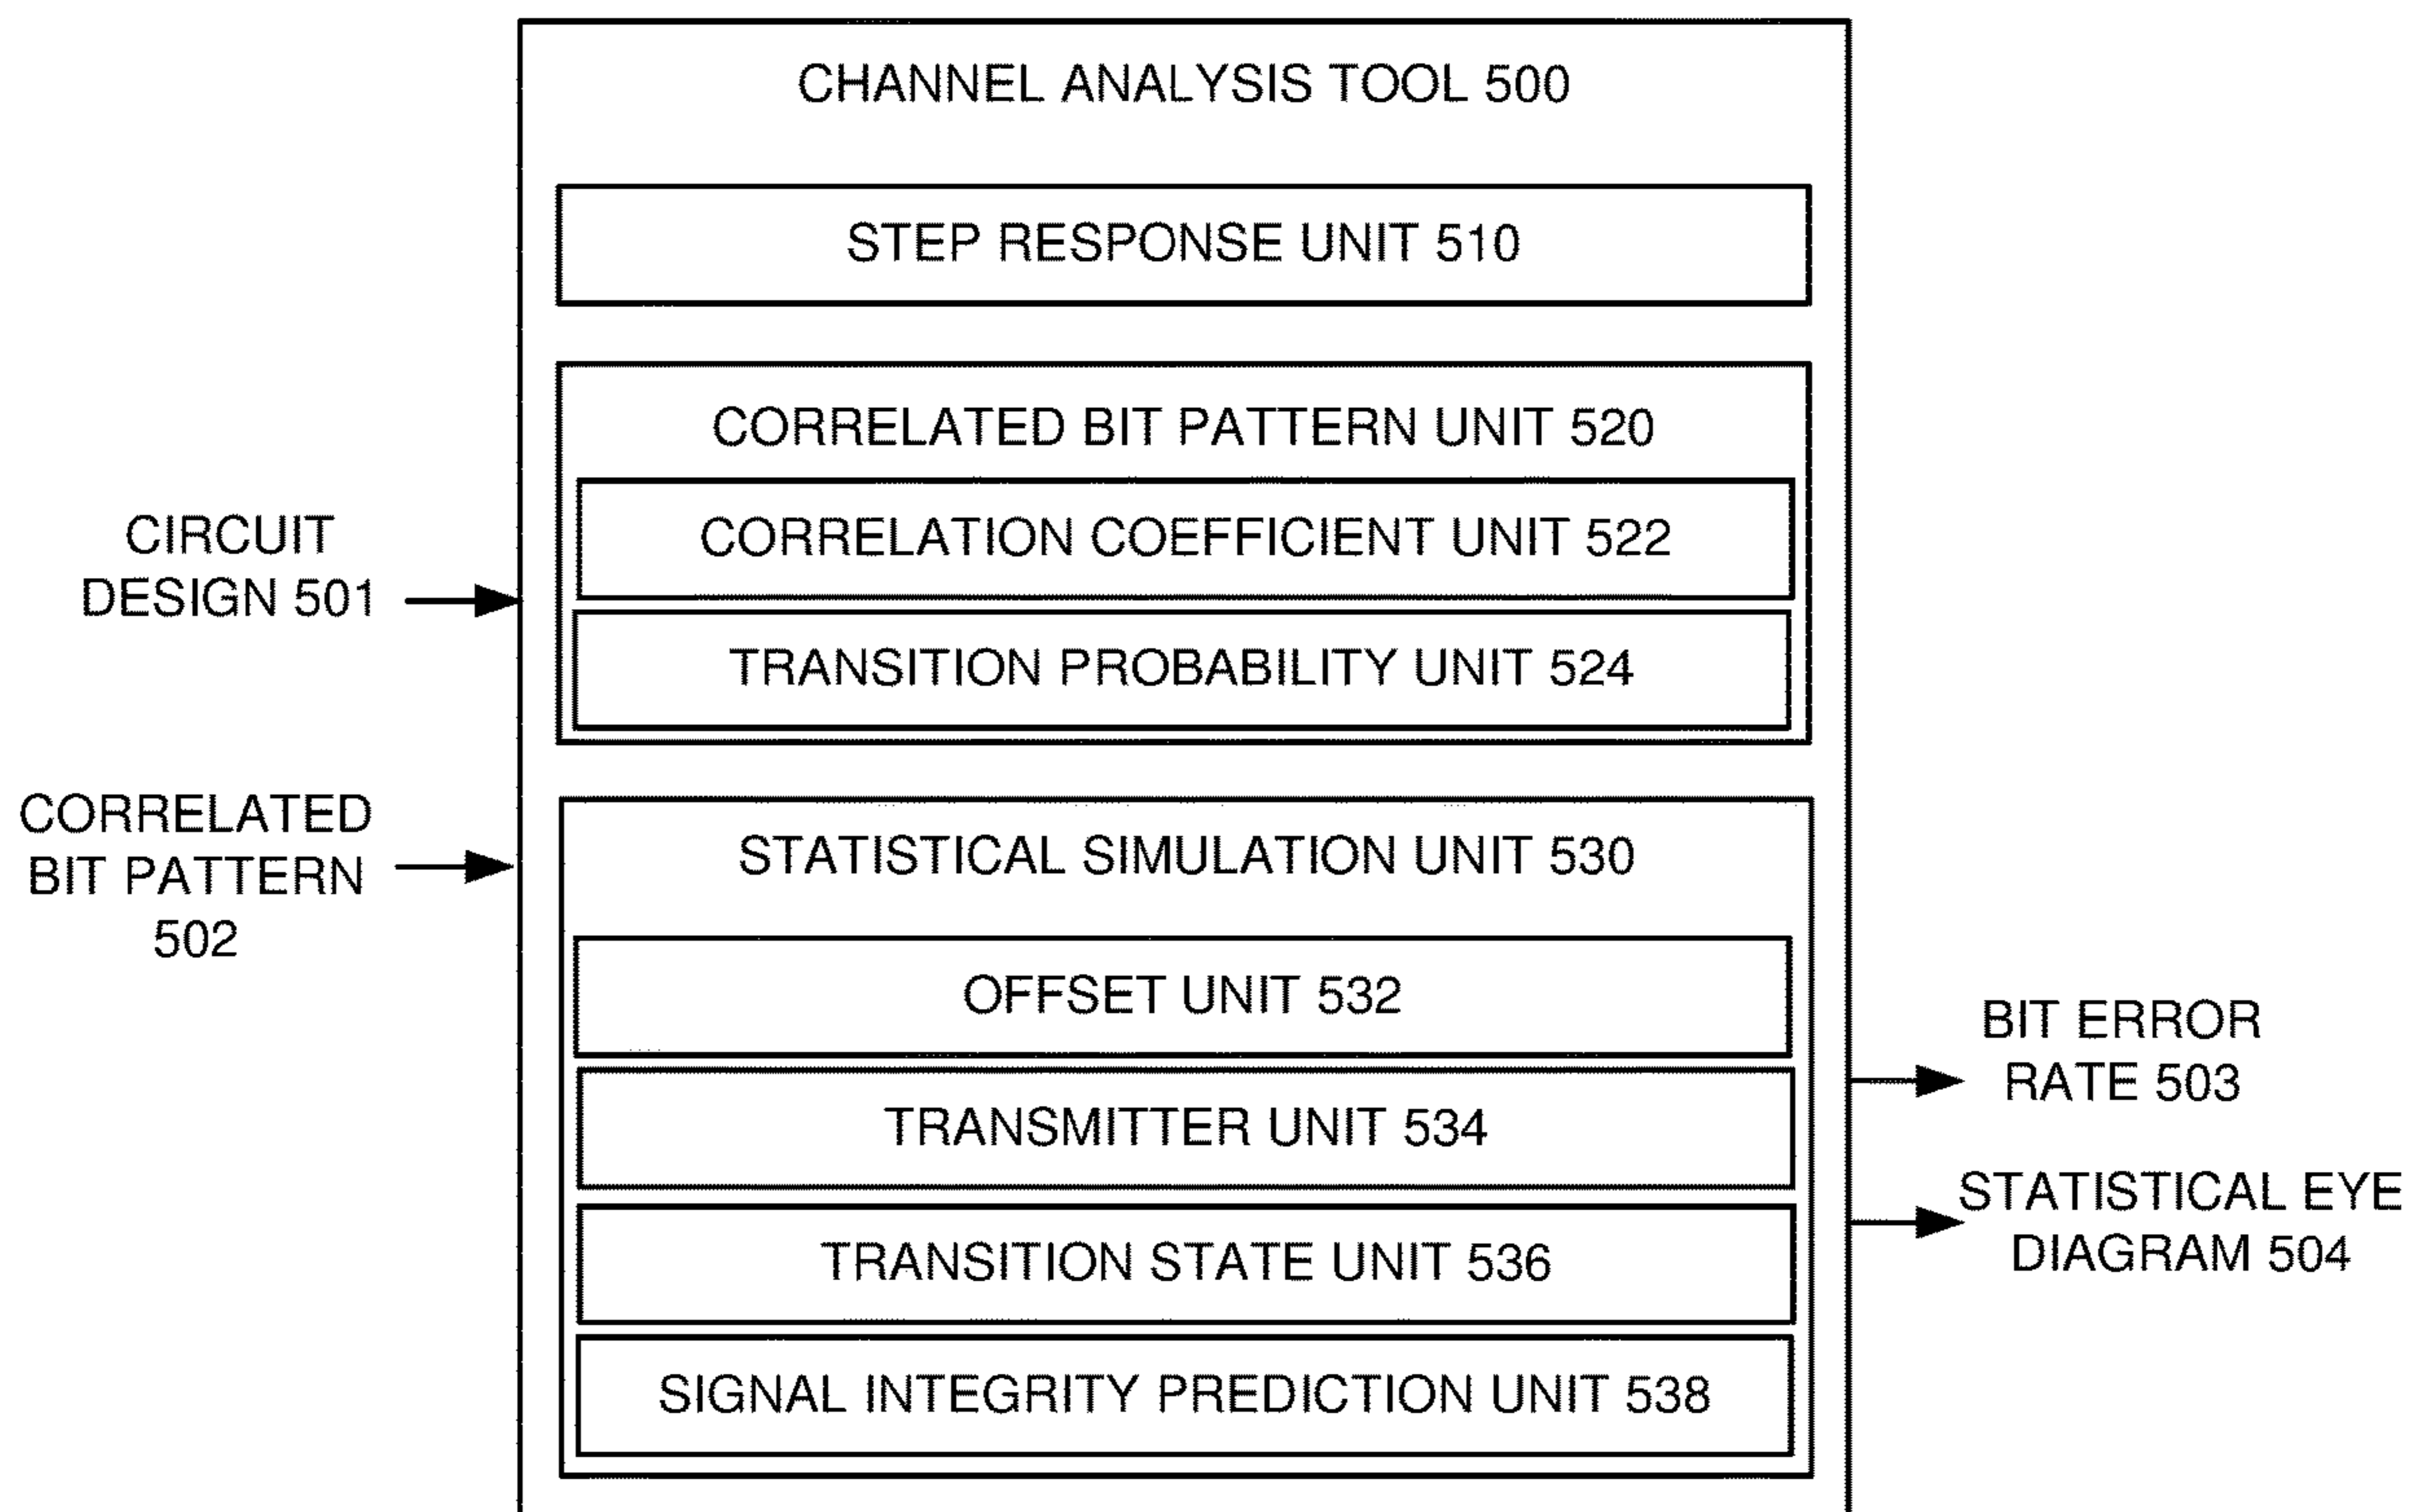 CHANNEL ANALYSIS TOOL 500
STEP RESPONSE UNIT 510
CORRELATED BIT PATTERN UNIT 520
CORRELATION COEFFICIENT UNIT 522
TRANSITION PROBABILITY UNIT 524
CIRCUIT
DESIGN 501
CORRELATED
BIT PATTERN
502
STATISTICAL SIMULATION UNIT 530
OFFSET UNIT 532
TRANSMITTER UNIT 534
TRANSITION STATE UNIT 536
SIGNAL INTEGRITY PREDICTION UNIT 538
BIT ERROR
RATE 503
STATISTICAL EYE
DIAGRAM 504